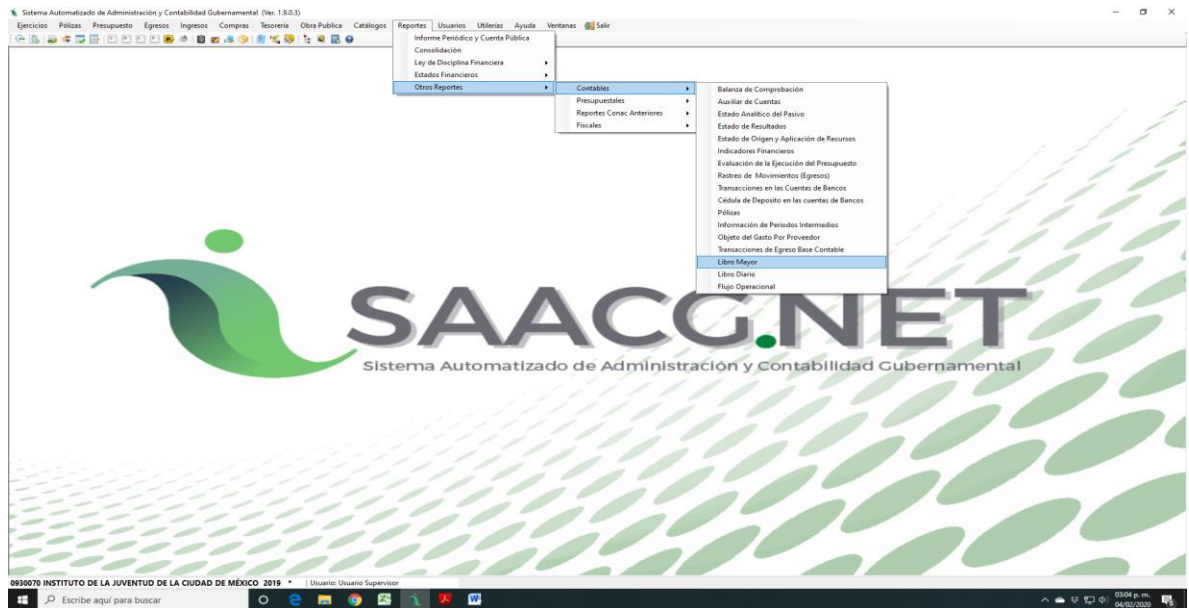 Sistema Automatizado de Administración y Contabilidad Gubernamental (Ver. 1.9.0.3)
Ejercicios Pólizas Presupuesto Egresos Ingresos Compras Tesorería Obra Publica Catálogos Reportes Usuarios Utilerías Ayuda Ventanas Salir
Informe Periódico y Cuenta Pública
Consolidación
Ley de Disciplina Financiera
Estados Financieros
Otros Reportes
Contables
Presupuestales
Reportes Conac Anteriores
Fiscales
Balanza de Comprobación
Auxiliar de Cuentas
Estado Analítico del Pasivo
Estado de Resultados
Estado de Origen y Aplicación de Recursos
Indicadores Financieros
Evaluación de la Ejecución del Presupuesto
Rastreo de Movimientos (Egresos)
Transacciones en las Cuentas de Bancos
Cédula de Deposito en las cuentas de Bancos
Pólizas
Información de Periodos Intermedios
Objeto del Gasto Por Proveedor
Transacciones de Egreso Base Contable
Libro Mayor
Libro Diario
Flujo Operacional
SAACG.NET
Sistema Automatizado de Administración y Contabilidad Gubernamental
0930070 INSTITUTO DE LA JUVENTUD DE LA CIUDAD DE MÉXICO 2019 * | Usuario: Usuario Supervisor
Escribe aquí para buscar
03:04 p. m.
04/02/2020